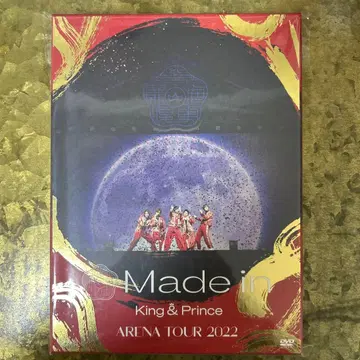 Made in
King & Prince
ARENA TOUR 2022
DVD